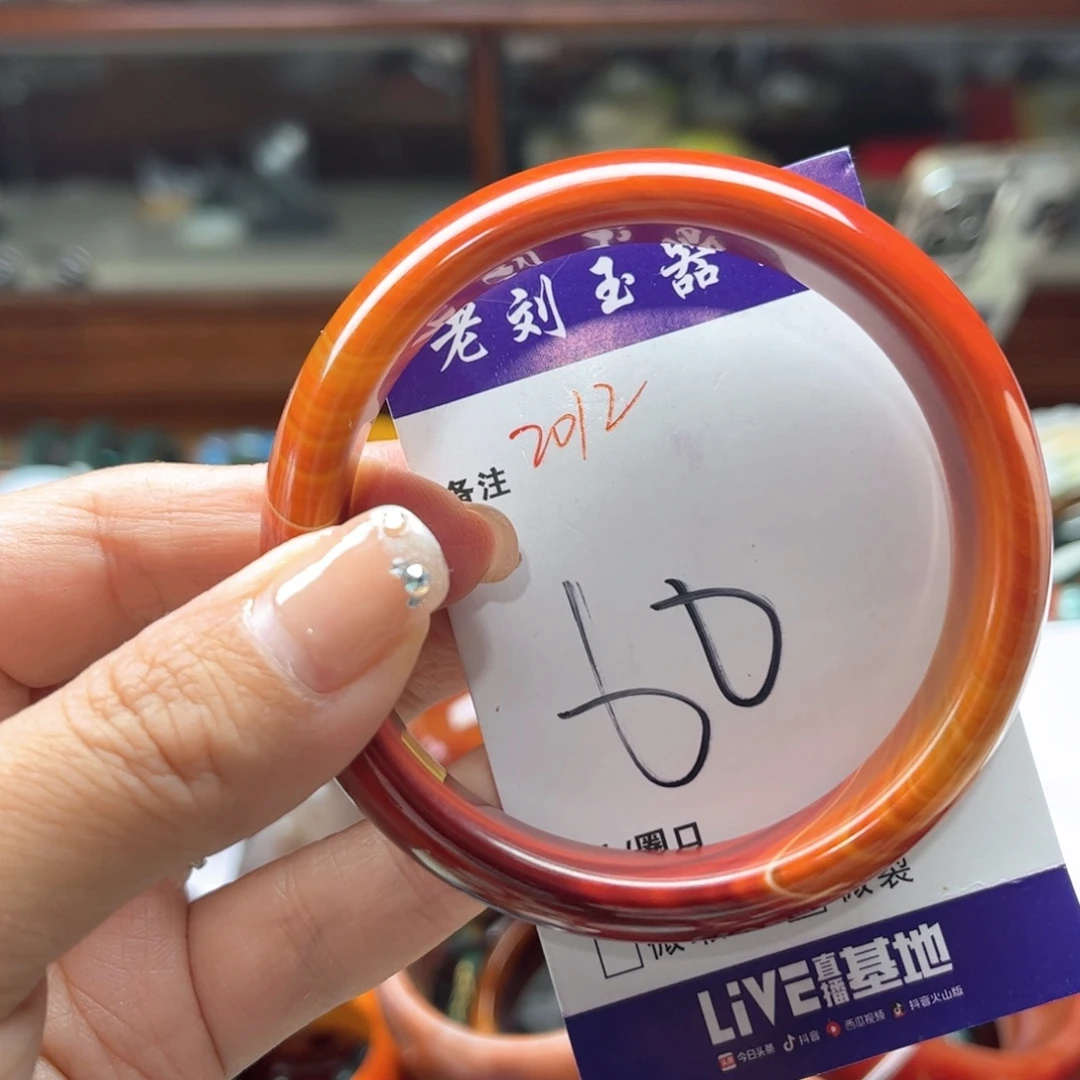 老刘玉器
2012
备注
60
/圈口
微裂
LiVE直播基地
今日头条 抖音 西瓜视频 抖音火山版